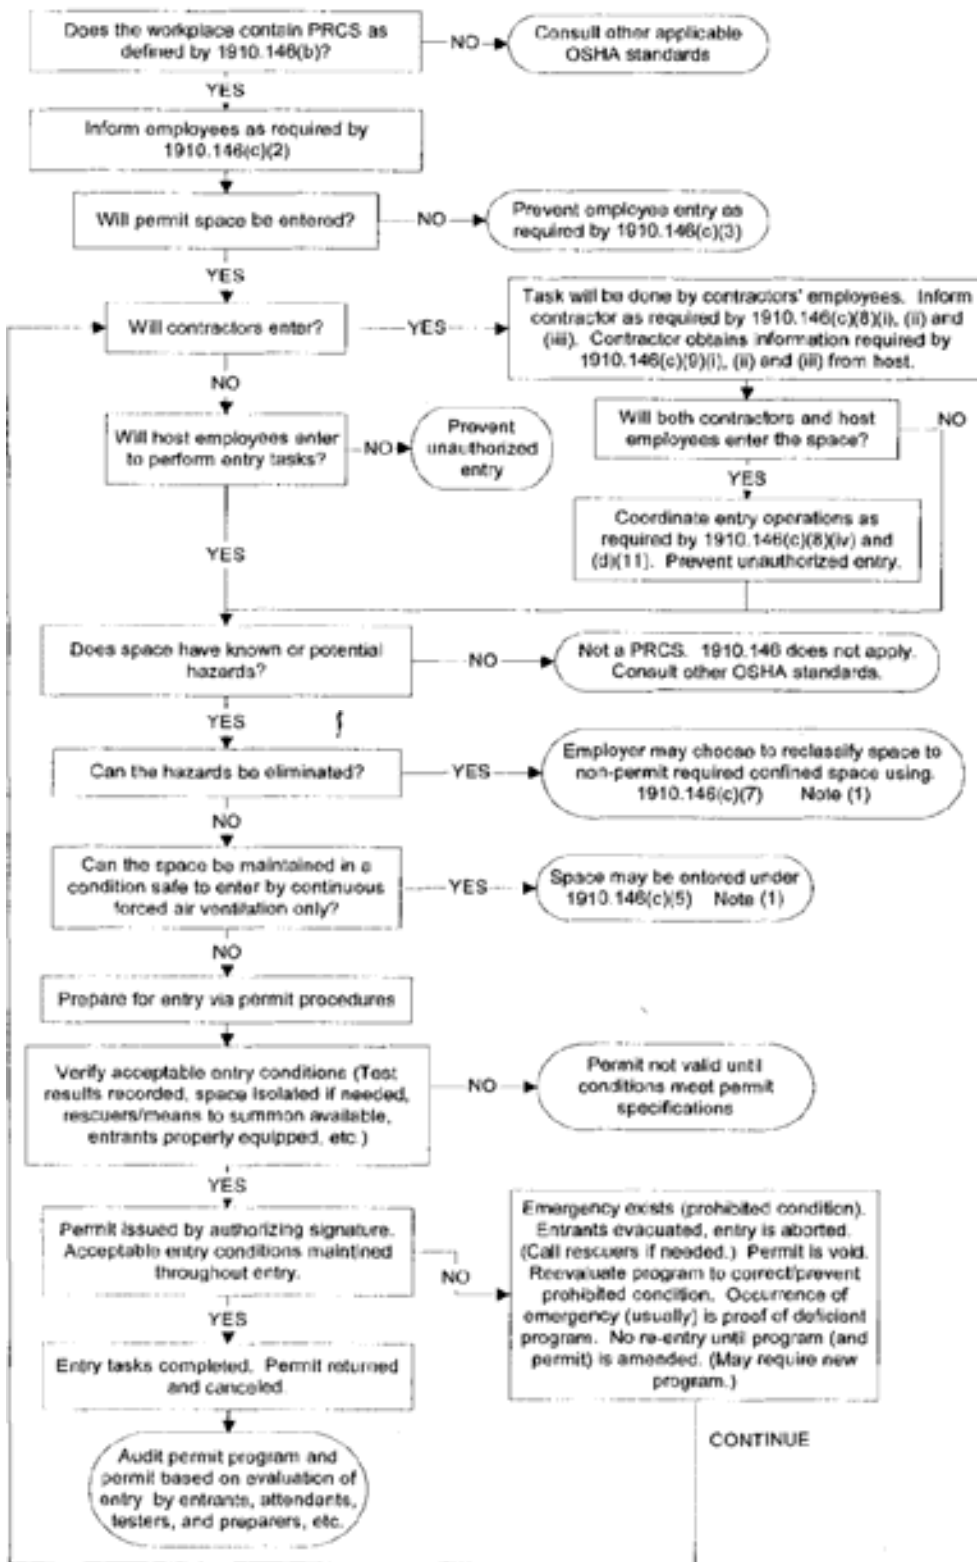 Does the workplace contain PRCS as
defined by 1910.146(b)?
NO
Consult other applicable
OSHA standards
YES
Inform employees as required by
1910.146(c)(2)
Will permit space be entered?
NO
Prevent employee entry as
required by 1910.146(c)(3)
YES
Will contractors enter?
YES
Task will be done by contractors' employees. Inform
contractor as required by 1910.146(c)(8)(i), (ii) and
(iii). Contractor obtains information required by
1910.146(c)(9)(i), (ii) and (iii) from host.
NO
Will both contractors and host
employees enter the space?
NO
Will host employees enter
to perform entry tasks?
NO
Prevent
unauthorized
entry
YES
Coordinate entry operations as
required by 1910.146(c)(8)(iv) and
(d)(11). Prevent unauthorized entry.
YES
Does space have known or potential
hazards?
NO
Not a PRCS. 1910.146 does not apply.
Consult other OSHA standards.
YES
Can the hazards be eliminated?
YES
Employer may choose to reclassify space to
non-permit required confined space using.
1910.146(c)(7) Note (1)
NO
Can the space be maintained in a
condition safe to enter by continuous
forced air ventilation only?
YES
Space may be entered under
1910.146(c)(5) Note (1)
NO
Prepare for entry via permit procedures
Verify acceptable entry conditions (Test
results recorded, space isolated if needed,
rescuers/means to summon available,
entrants properly equipped, etc.)
NO
Permit not valid until
conditions meet permit
specifications
YES
Permit issued by authorizing signature.
Acceptable entry conditions maintined
throughout entry.
NO
Emergency exists (prohibited condition).
Entrants evacuated, entry is aborted.
(Call rescuers if needed.) Permit is void.
Reevaluate program to correct/prevent
prohibited condition. Occurrence of
emergency (usually) is proof of deficient
program. No re-entry until program (and
permit) is amended. (May require new
program.)
YES
Entry tasks completed. Permit returned
and canceled.
CONTINUE
Audit permit program and
permit based on evaluation of
entry by entrants, attendants,
testers, and preparers, etc.